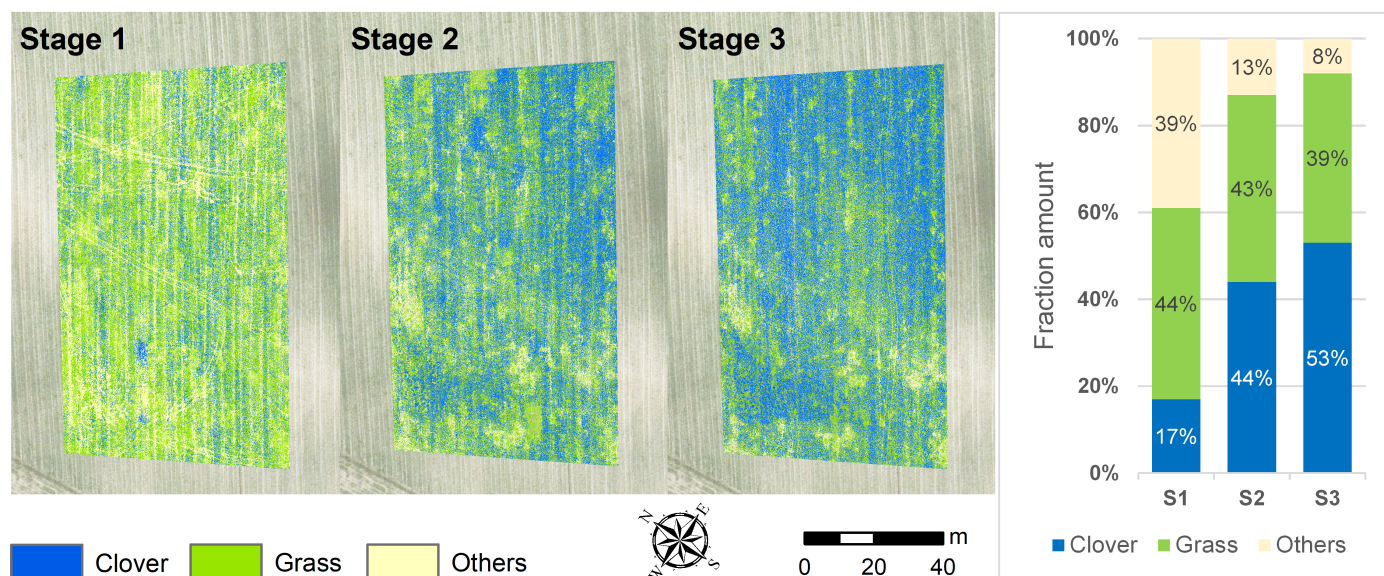 Stage 1
Stage 2
Stage 3
N
E
W
S
0
20
40
m
Clover
Grass
Others
Fraction amount
100%
80%
60%
40%
20%
0%
39%
44%
17%
13%
43%
44%
8%
39%
53%
S1
S2
S3
Clover
Grass
Others